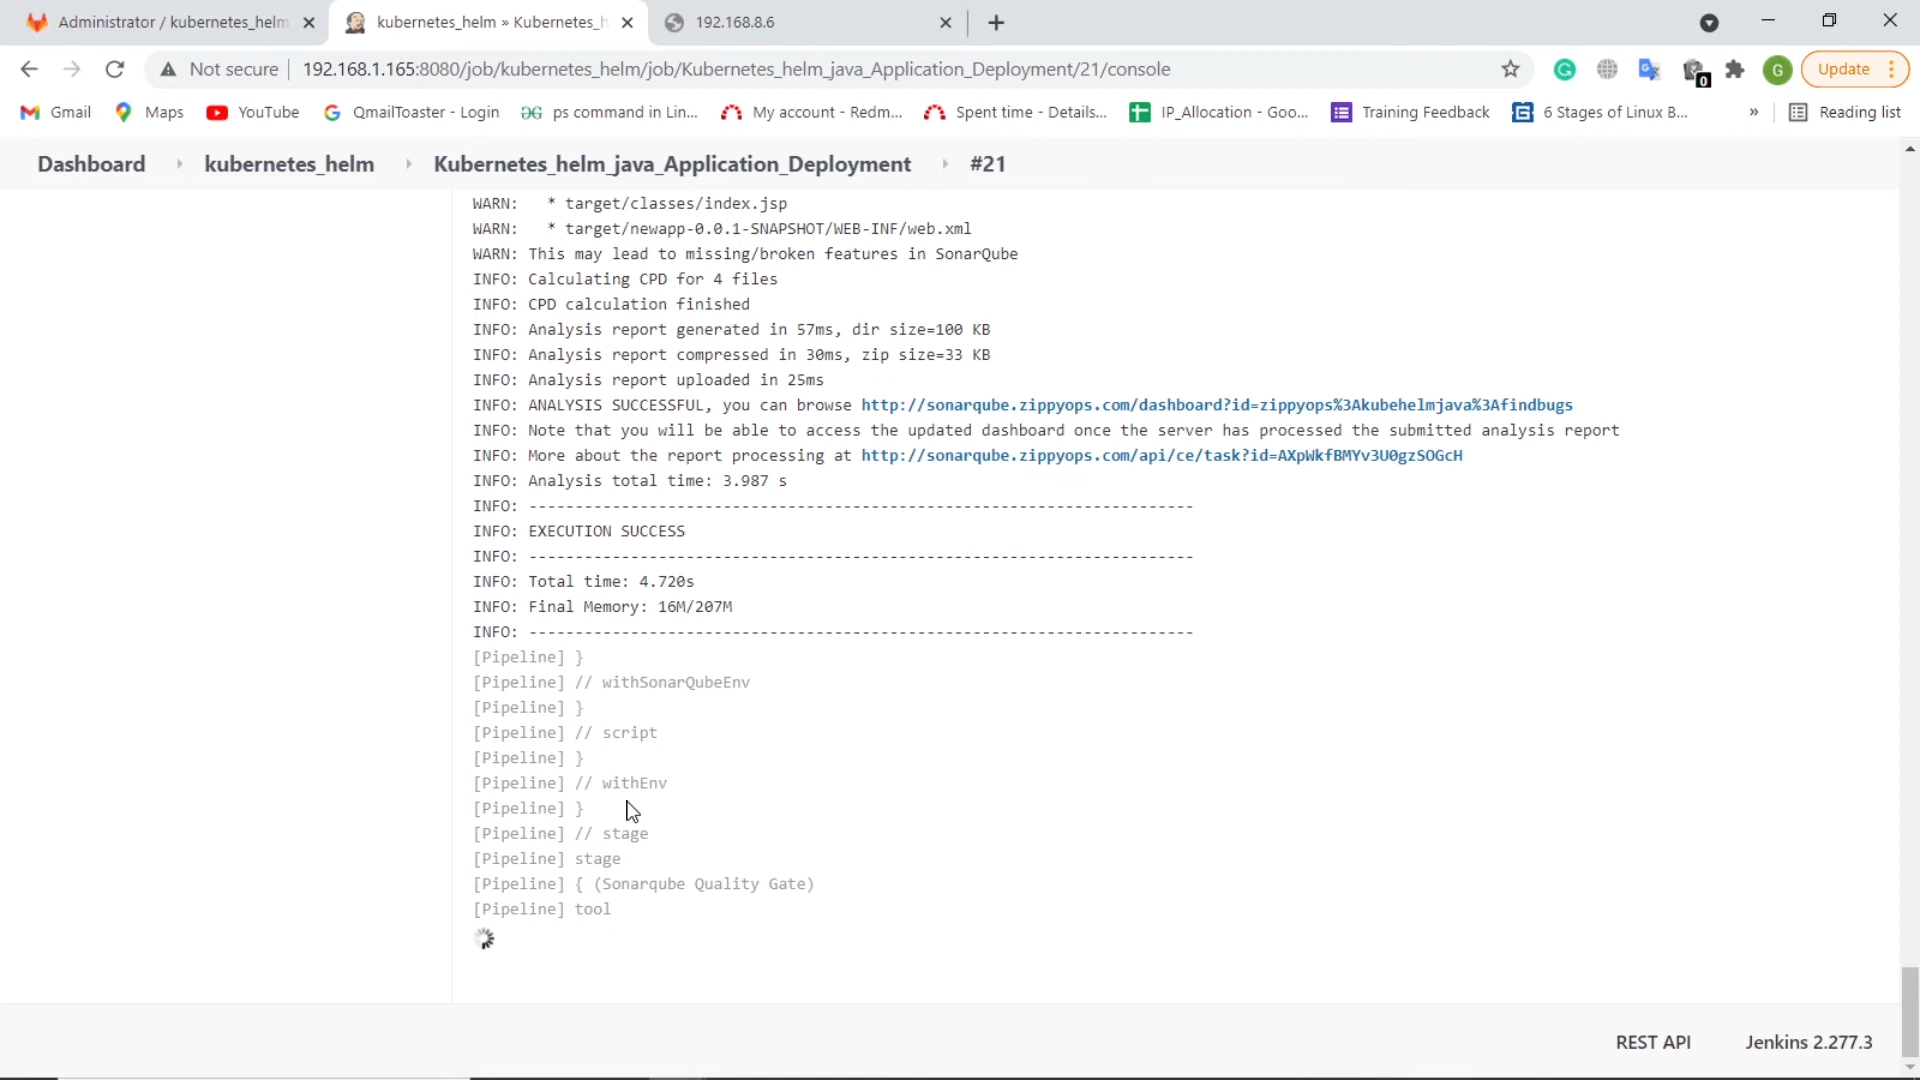 Administrator / kubernetes_helm
kubernetes_helm » Kubernetes_h
192.168.8.6
Not secure
192.168.1.165:8080/job/kubernetes_helm/job/Kubernetes_helm_java_Application_Deployment/21/console
0
G
Update
Gmail
Maps
YouTube
QmailToaster - Login
ps command in Lin...
My account - Redm...
Spent time - Details...
IP_Allocation - Goo...
Training Feedback
6 Stages of Linux B...
»
Reading list
Dashboard
kubernetes_helm
Kubernetes_helm_java_Application_Deployment
#21
WARN:   * target/classes/index.jsp
WARN:   * target/newapp-0.0.1-SNAPSHOT/WEB-INF/web.xml
WARN: This may lead to missing/broken features in SonarQube
INFO: Calculating CPD for 4 files
INFO: CPD calculation finished
INFO: Analysis report generated in 57ms, dir size=100 KB
INFO: Analysis report compressed in 30ms, zip size=33 KB
INFO: Analysis report uploaded in 25ms
INFO: ANALYSIS SUCCESSFUL, you can browse http://sonarqube.zippyops.com/dashboard?id=zippyops%3Akubehelmjava%3Afindbugs
INFO: Note that you will be able to access the updated dashboard once the server has processed the submitted analysis report
INFO: More about the report processing at http://sonarqube.zippyops.com/api/ce/task?id=AXpWkfBMYv3U0gzSOGcH
INFO: Analysis total time: 3.987 s
INFO: ------------------------------------------------------------------------
INFO: EXECUTION SUCCESS
INFO: ------------------------------------------------------------------------
INFO: Total time: 4.720s
INFO: Final Memory: 16M/207M
INFO: ------------------------------------------------------------------------
[Pipeline] }
[Pipeline] // withSonarQubeEnv
[Pipeline] }
[Pipeline] // script
[Pipeline] }
[Pipeline] // withEnv
[Pipeline] }
[Pipeline] // stage
[Pipeline] stage
[Pipeline] { (Sonarqube Quality Gate)
[Pipeline] tool
REST API
Jenkins 2.277.3